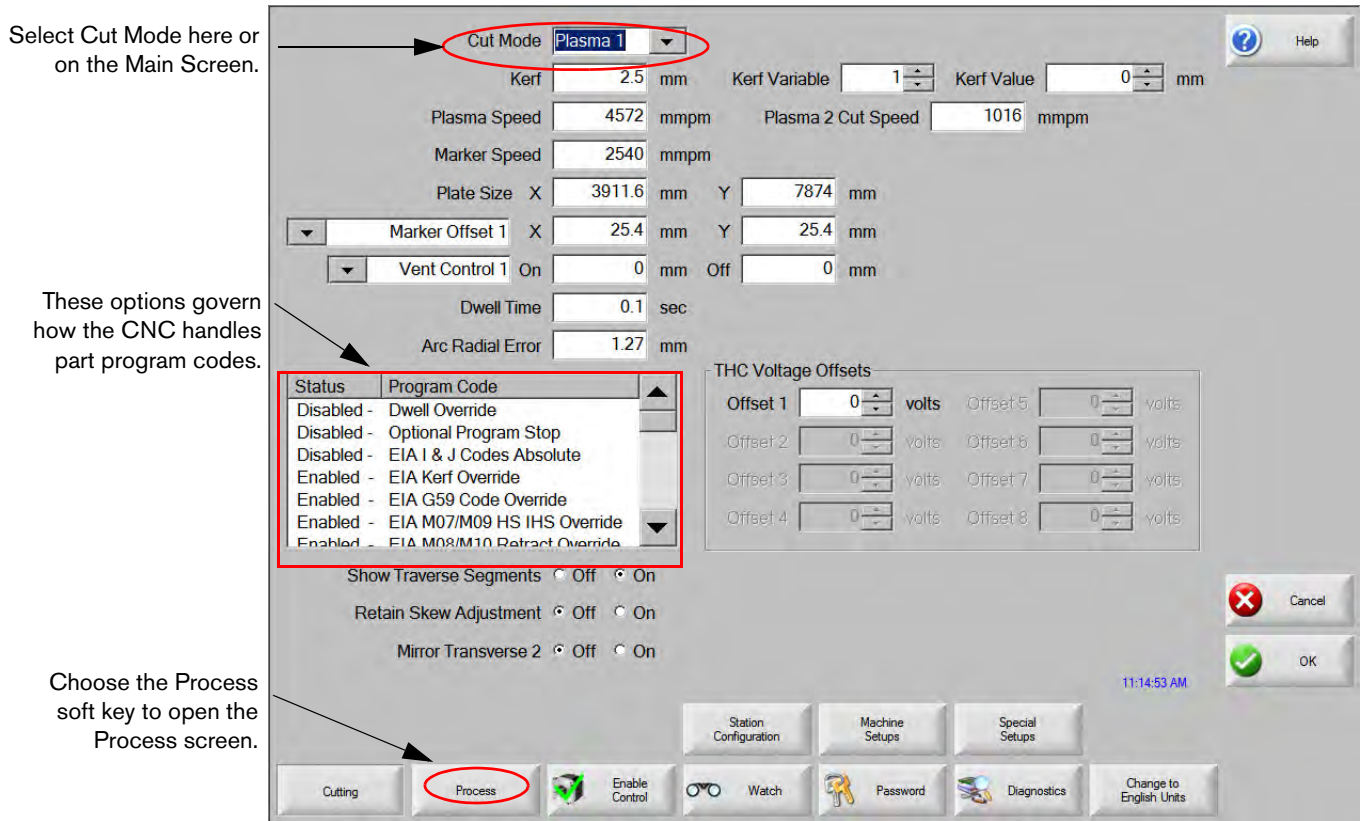 Select Cut Mode here or
on the Main Screen.
Cut Mode Plasma 1
Help
Kerf 2.5 mm Kerf Variable 1 Kerf Value 0 mm
Plasma Speed 4572 mmpm Plasma 2 Cut Speed 1016 mmpm
Marker Speed 2540 mmpm
Plate Size X 3911.6 mm Y 7874 mm
Marker Offset 1 X 25.4 mm Y 25.4 mm
Vent Control 1 On 0 mm Off 0 mm
Dwell Time 0.1 sec
Arc Radial Error 1.27 mm
These options govern
how the CNC handles
part program codes.
Status Program Code
Disabled - Dwell Override
Disabled - Optional Program Stop
Disabled - EIA I & J Codes Absolute
Enabled - EIA Kerf Override
Enabled - EIA G59 Code Override
Enabled - EIA M07/M09 HS IHS Override
Enabled - EIA M08/M10 Retract Override
THC Voltage Offsets
Offset 1 0 volts Offset 5 0 volts
Offset 2 0 volts Offset 6 0 volts
Offset 3 0 volts Offset 7 0 volts
Offset 4 0 volts Offset 8 0 volts
Show Traverse Segments Off On
Retain Skew Adjustment Off On
Mirror Transverse 2 Off On
Cancel
OK
11:14:53 AM
Choose the Process
soft key to open the
Process screen.
Station
Configuration
Machine
Setups
Special
Setups
Cutting
Process
Enable
Control
Watch
Password
Diagnostics
Change to
English Units